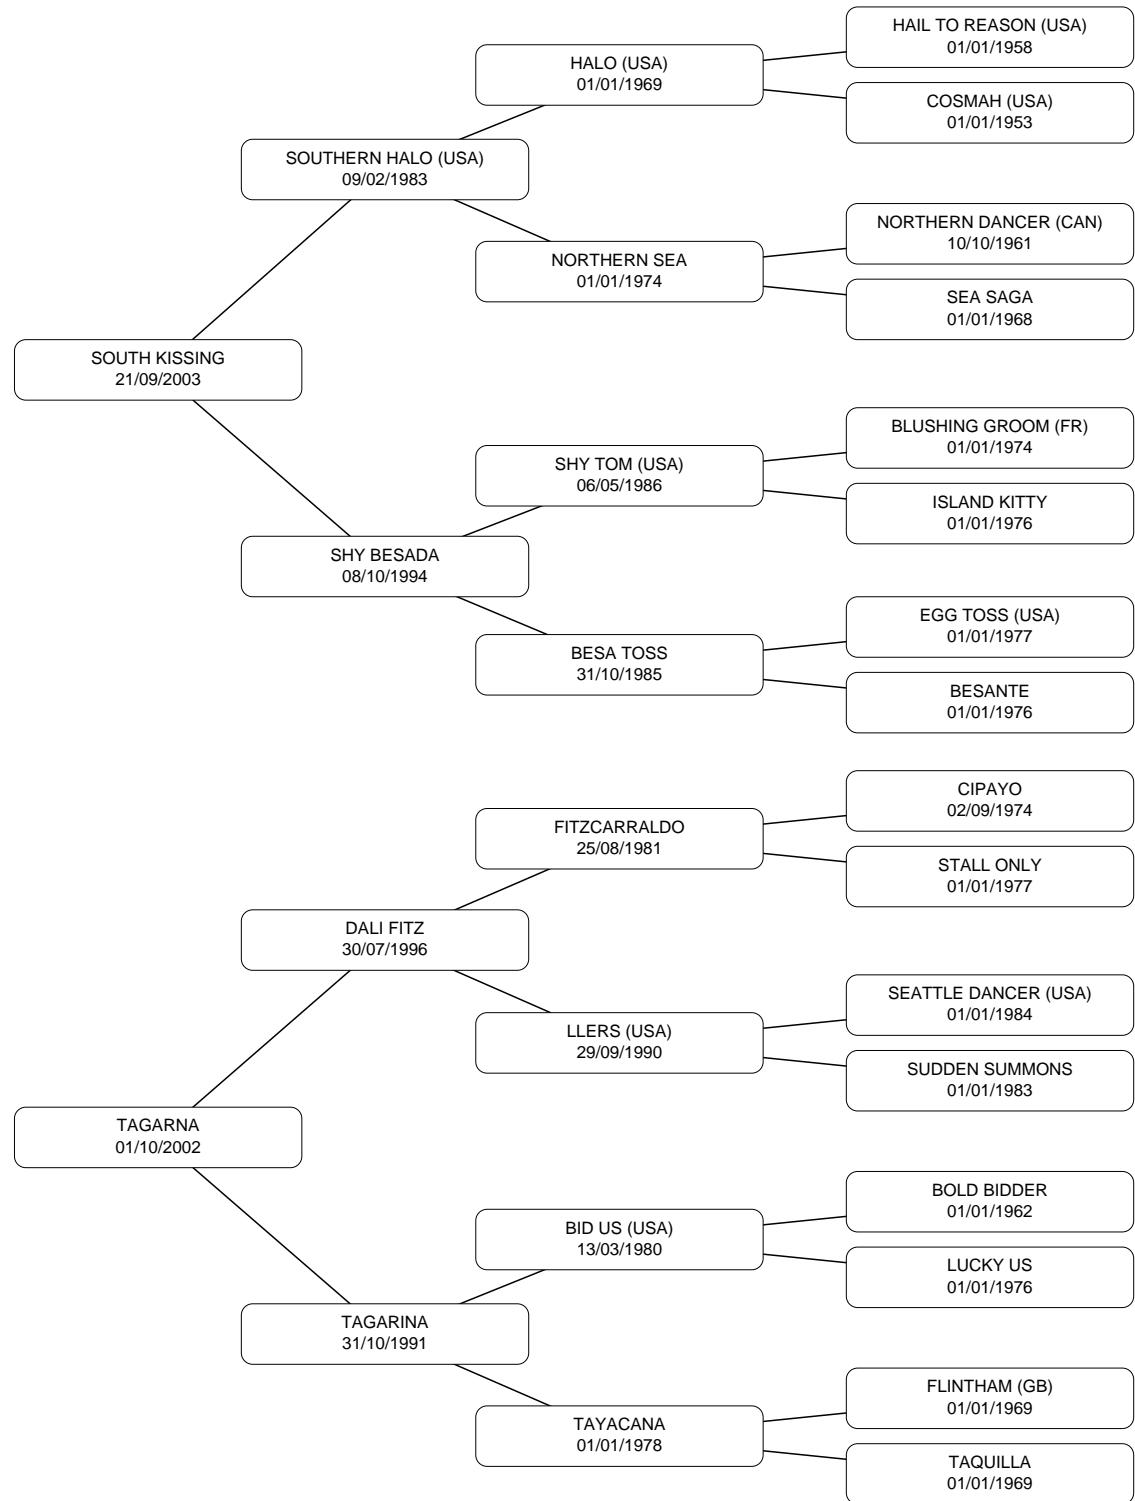 HAIL TO REASON (USA)
01/01/1958
HALO (USA)
01/01/1969
COSMAH (USA)
01/01/1953
SOUTHERN HALO (USA)
09/02/1983
NORTHERN DANCER (CAN)
10/10/1961
NORTHERN SEA
01/01/1974
SEA SAGA
01/01/1968
SOUTH KISSING
21/09/2003
BLUSHING GROOM (FR)
01/01/1974
SHY TOM (USA)
06/05/1986
ISLAND KITTY
01/01/1976
SHY BESADA
08/10/1994
EGG TOSS (USA)
01/01/1977
BESA TOSS
31/10/1985
BESANTE
01/01/1976
CIPAYO
02/09/1974
FITZCARRALDO
25/08/1981
STALL ONLY
01/01/1977
DALI FITZ
30/07/1996
SEATTLE DANCER (USA)
01/01/1984
LLERS (USA)
29/09/1990
SUDDEN SUMMONS
01/01/1983
TAGARNA
01/10/2002
BOLD BIDDER
01/01/1962
BID US (USA)
13/03/1980
LUCKY US
01/01/1976
TAGARINA
31/10/1991
FLINTHAM (GB)
01/01/1969
TAYACANA
01/01/1978
TAQUILLA
01/01/1969